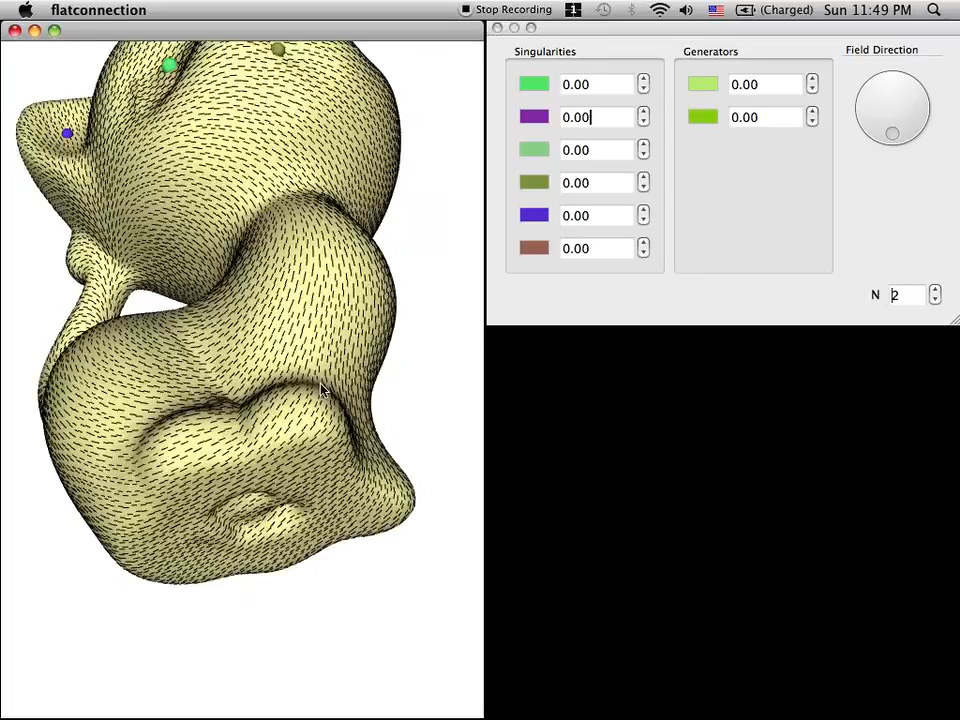 flatconnection
Stop Recording
1
(Charged)
Sun 11:49 PM
Singularities
Generators
Field Direction
0.00
0.00
0.00
0.00
0.00
0.00
0.00
0.00
N 2